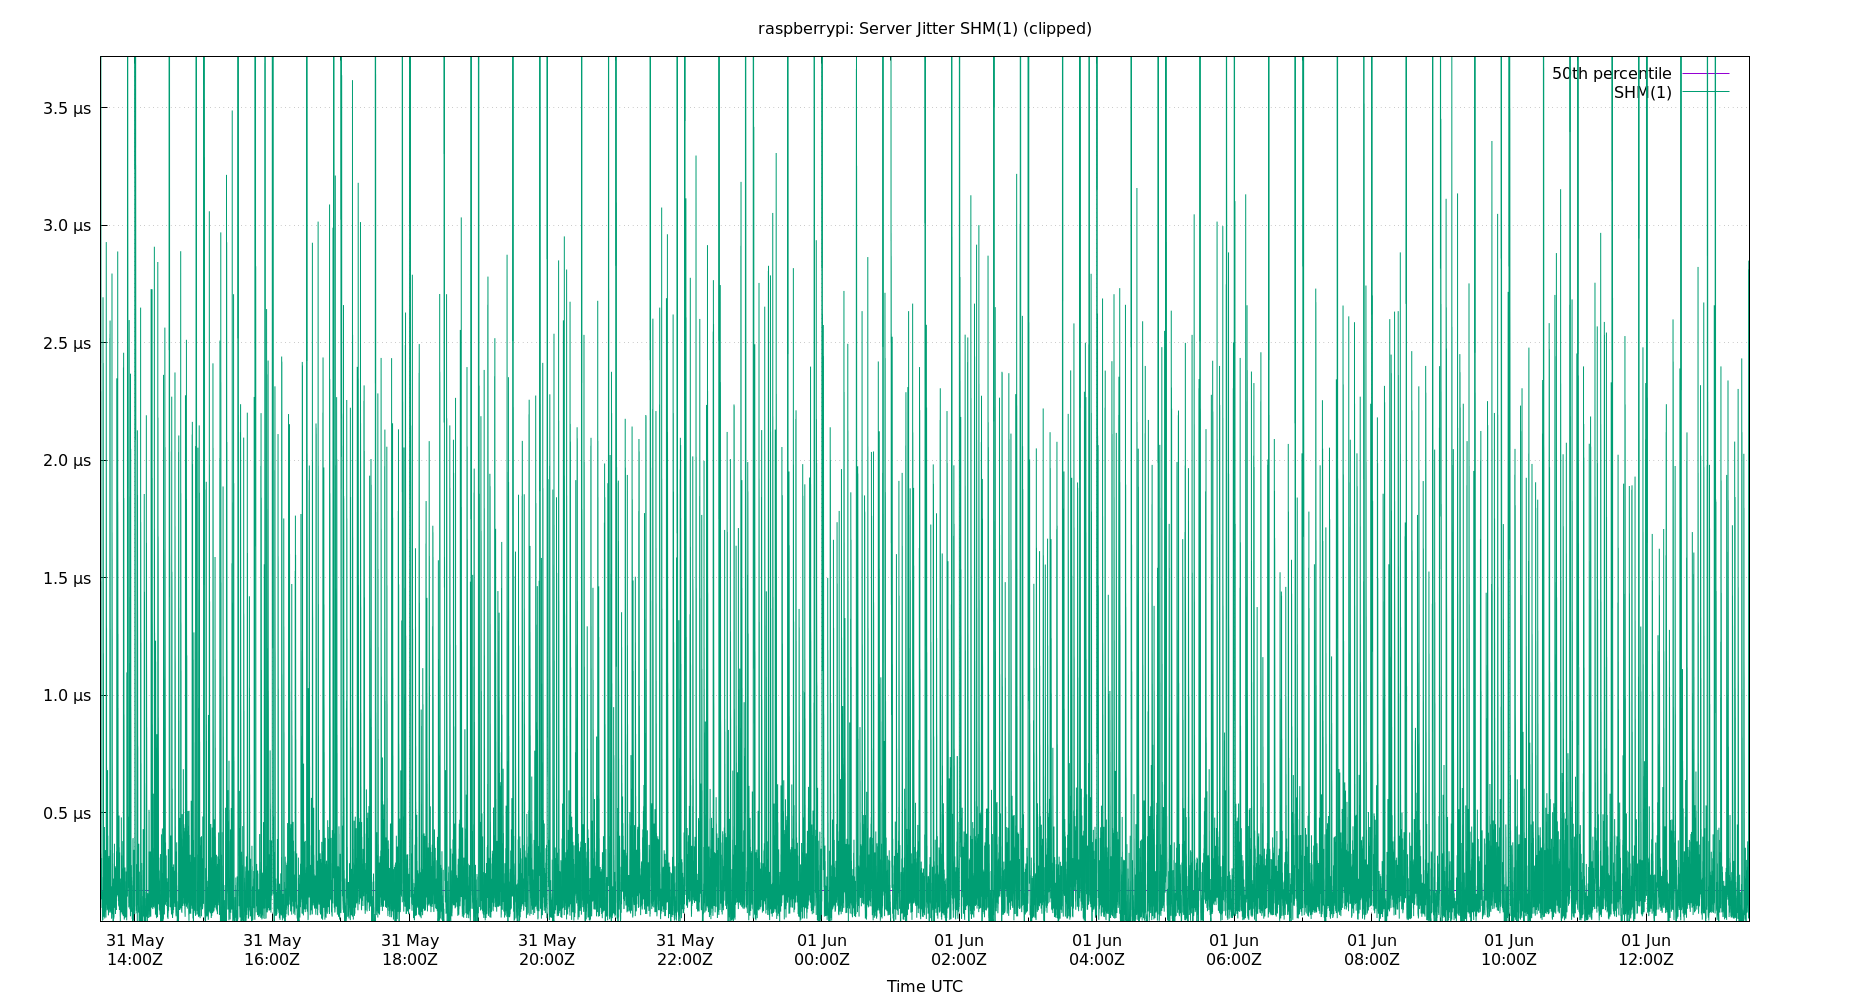 raspberrypi: Server Jitter SHM(1) (clipped)
50th percentile
SHM(1)
3.5 µs
3.0 µs
2.5 µs
2.0 µs
1.5 µs
1.0 µs
0.5 µs
31 May 31 May 31 May 31 May 31 May 01 Jun 01 Jun 01 Jun 01 Jun 01 Jun 01 Jun 01 Jun
14:00Z 16:00Z 18:00Z 20:00Z 22:00Z 00:00Z 02:00Z 04:00Z 06:00Z 08:00Z 10:00Z 12:00Z
Time UTC